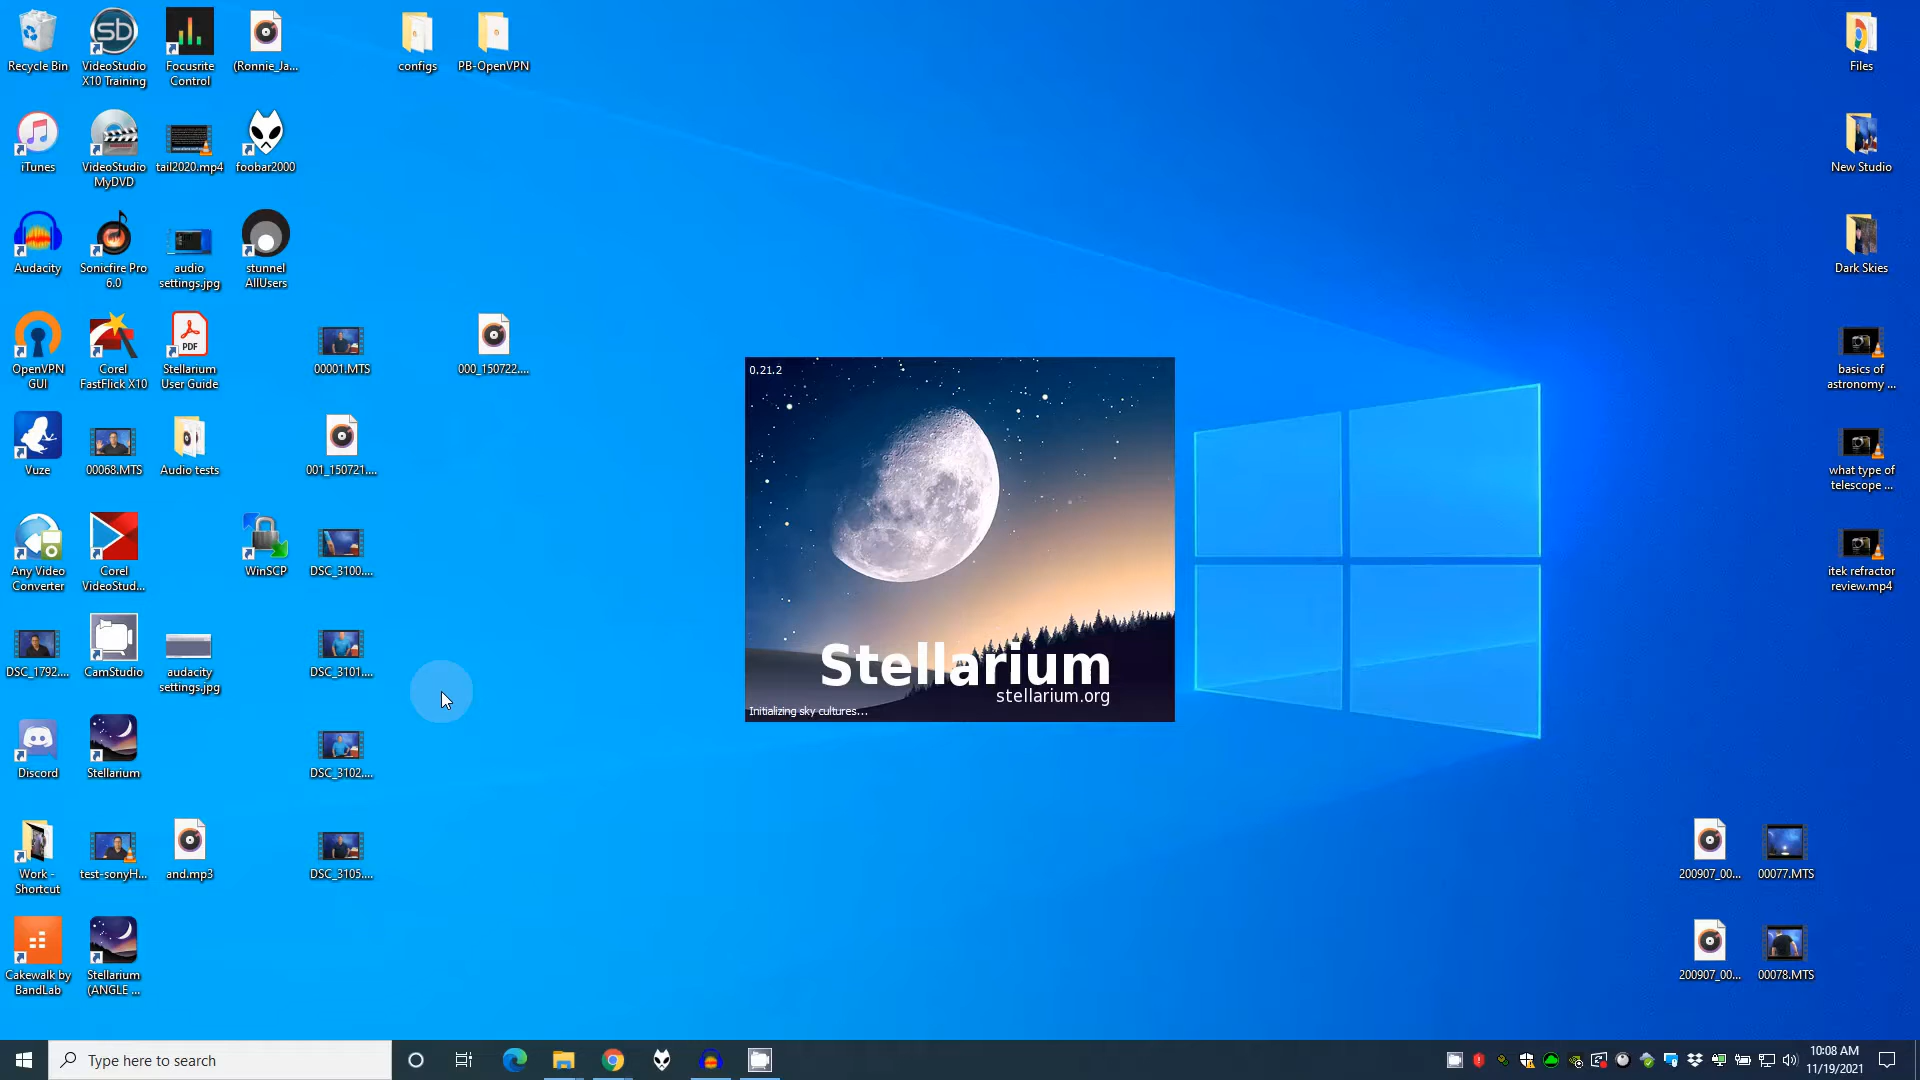 Recycle Bin
VideoStudio
X10 Training
Focusrite
Control
(Ronnie_Ja...
configs
PB-OpenVPN
Files
iTunes
VideoStudio
MyDVD
tail2020.mp4
foobar2000
New Studio
Audacity
Sonicfire Pro
6.0
audio
settings.jpg
stunnel
AllUsers
Dark Skies
OpenVPN
GUI
Corel
FastFlick X10
PDF
Stellarium
User Guide
00001.MTS
000_150722....
basics of
astronomy ...
Vuze
00068.MTS
Audio tests
001_150721....
what type of
telescope ...
Any Video
Converter
Corel
VideoStud...
WinSCP
DSC_3100....
itek refractor
review.mp4
DSC_1792....
CamStudio
audacity
settings.jpg
DSC_3101....
0.21.2
Stellarium
stellarium.org
Initializing sky cultures...
Discord
Stellarium
DSC_3102....
Work -
Shortcut
test-sonyH...
and.mp3
DSC_3105....
200907_00...
00077.MTS
Cakewalk by
BandLab
Stellarium
(ANGLE ...
200907_00...
00078.MTS
Type here to search
10:08 AM
11/19/2021
sb